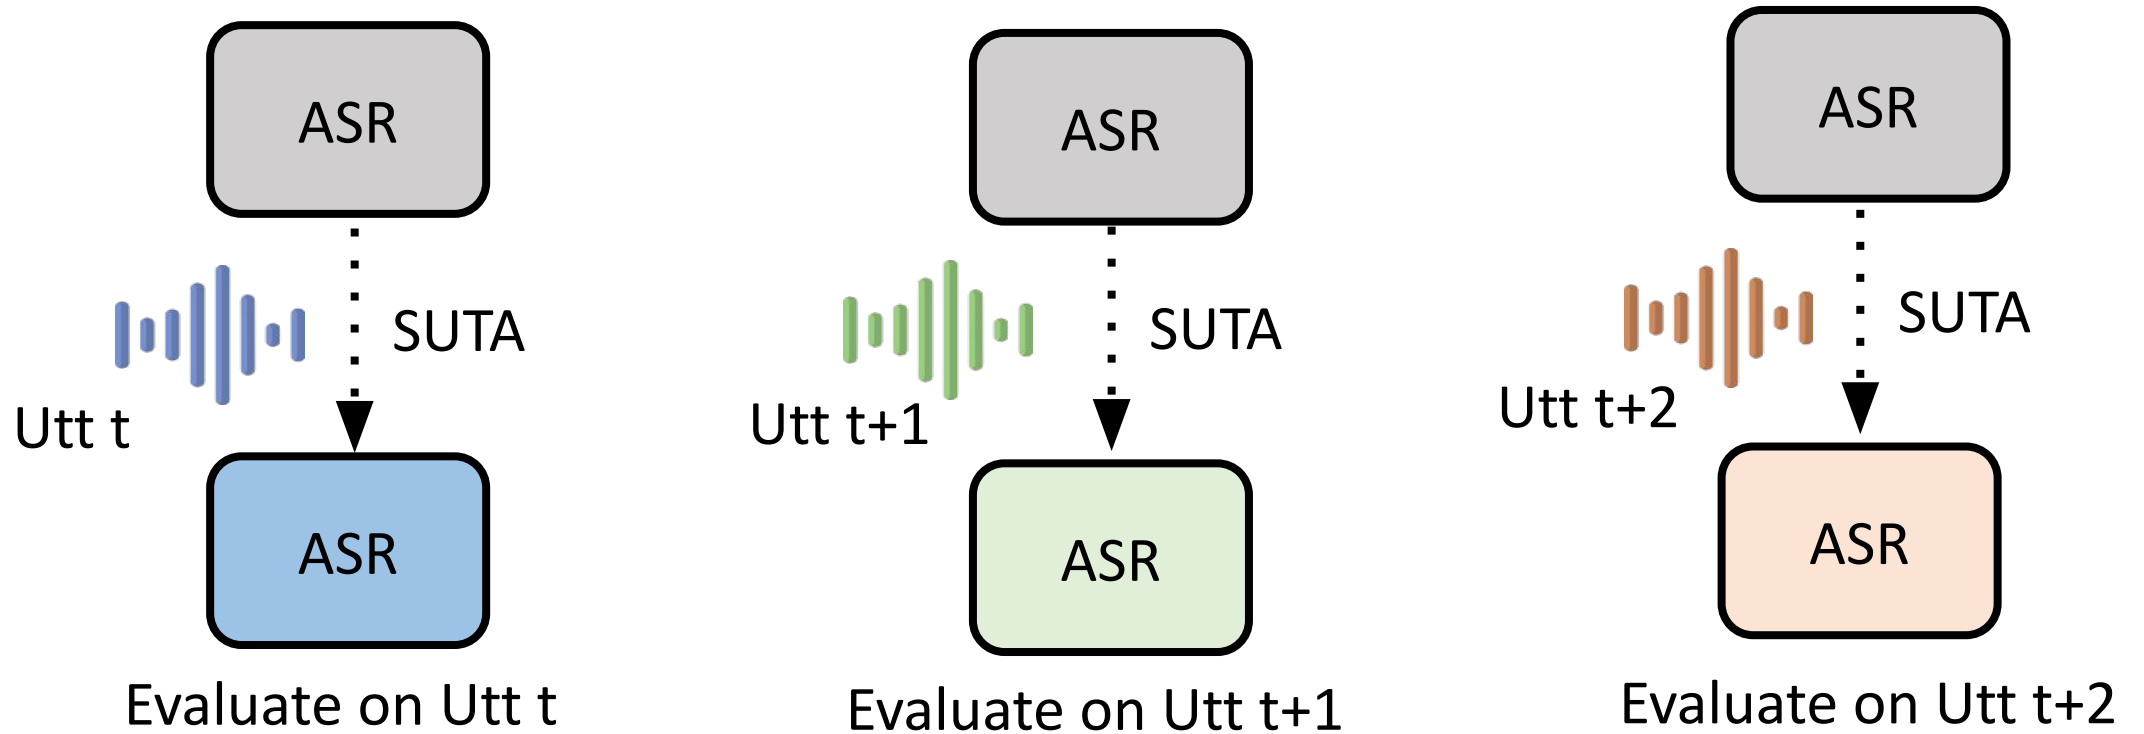 ASR
SUTA
Utt t
ASR
Evaluate on Utt t
ASR
SUTA
Utt t+1
ASR
Evaluate on Utt t+1
ASR
SUTA
Utt t+2
ASR
Evaluate on Utt t+2